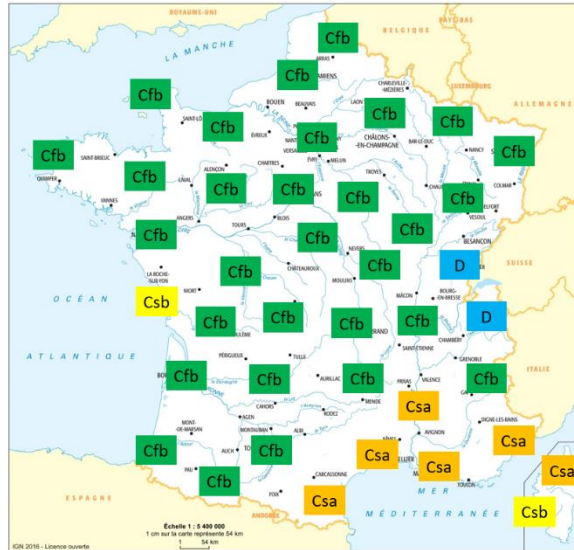 ROYAUME-UNI
BELGIQUE
PAYS-BAS
LUXEMBOURG
ALLEMAGNE
LA MANCHE
Cfb
ARRAS
Cfb
AMIENS
CHARLEVILLE-
MÉZIÈRES
Cfb
ROUEN
BEAUVAIS
LAON
Cfb
SAINT-LÔ
Cfb
ÉVREUX
CHÂLONS-
EN-CHAMPAGNE
Cfb
Cfb
BAR-LE-DUC
NANCY
Cfb
Cfb
SAINT-BRIEUC
QUIMPER
ALENÇON
CHARTRES
ÉVRY
MELUN
TROYES
COLMAR
Cfb
VANNES
LAVAL
Cfb
Cfb
Cfb
Cfb
VESOUL
ANGERS
TOURS
BLOIS
Cfb
BESANÇON
Cfb
Cfb
NEVERS
Cfb
D
SUISSE
LA ROCHE-
SUR-YON
Cfb
CHÂTEAUROUX
MOULINS
Csb
NIORT
MÂCON
BOURG-
EN-BRESSE
OCÉAN
ATLANTIQUE
Cfb
Cfb
Cfb
Cfb
D
CHAMBÉRY
ITALIE
PÉRIGUEUX
TULLE
SAINT-ÉTIENNE
GRENOBLE
Cfb
Cfb
AURILLAC
Cfb
PRIVAS
VALENCE
Cfb
CAHORS
MENDE
Csa
MONT-
DE-MARSAN
AGEN
RODEZ
DIGNE-LES-BAINS
MONTAUBAN
ALBI
AVIGNON
Csa
Cfb
AUCH
Cfb
Csa
Csa
PAU
CARCASSONNE
TOULON
Cfb
FOIX
Csa
Csa
ESPAGNE
ANDORRE
MER
MÉDITERRANÉE
Csb
Échelle 1 : 5 400 000
1 cm sur la carte représente 54 km
IGN 2016 - Licence ouverte
1 54 km